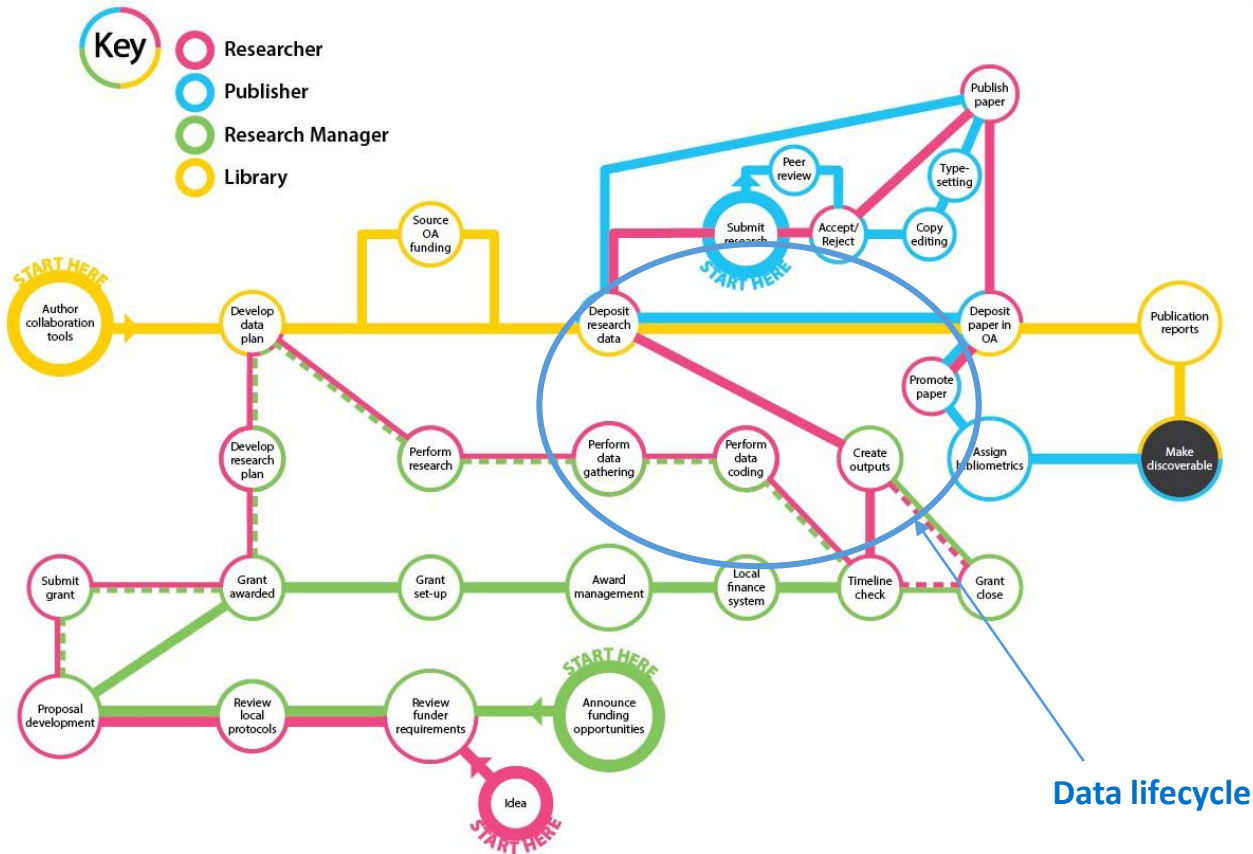 Key
Researcher
Publisher
Research Manager
Library
Publish
paper
Peer
review
Type-
setting
Source
OA
funding
Submit
research
START HERE
Accept/
Reject
Copy
editing
START HERE
Author
collaboration
tools
Develop
data
plan
Deposit
research
data
Deposit
paper in
OA
Publication
reports
Promote
paper
Develop
research
plan
Perform
research
Perform
data
gathering
Perform
data
coding
Create
outputs
Assign
bibliometrics
Make
discoverable
Submit
grant
Grant
awarded
Grant
set-up
Award
management
Local
finance
system
Timeline
check
Grant
close
START HERE
Proposal
development
Review
local
protocols
Review
funder
requirements
Announce
funding
opportunities
Idea
START HERE
Data lifecycle